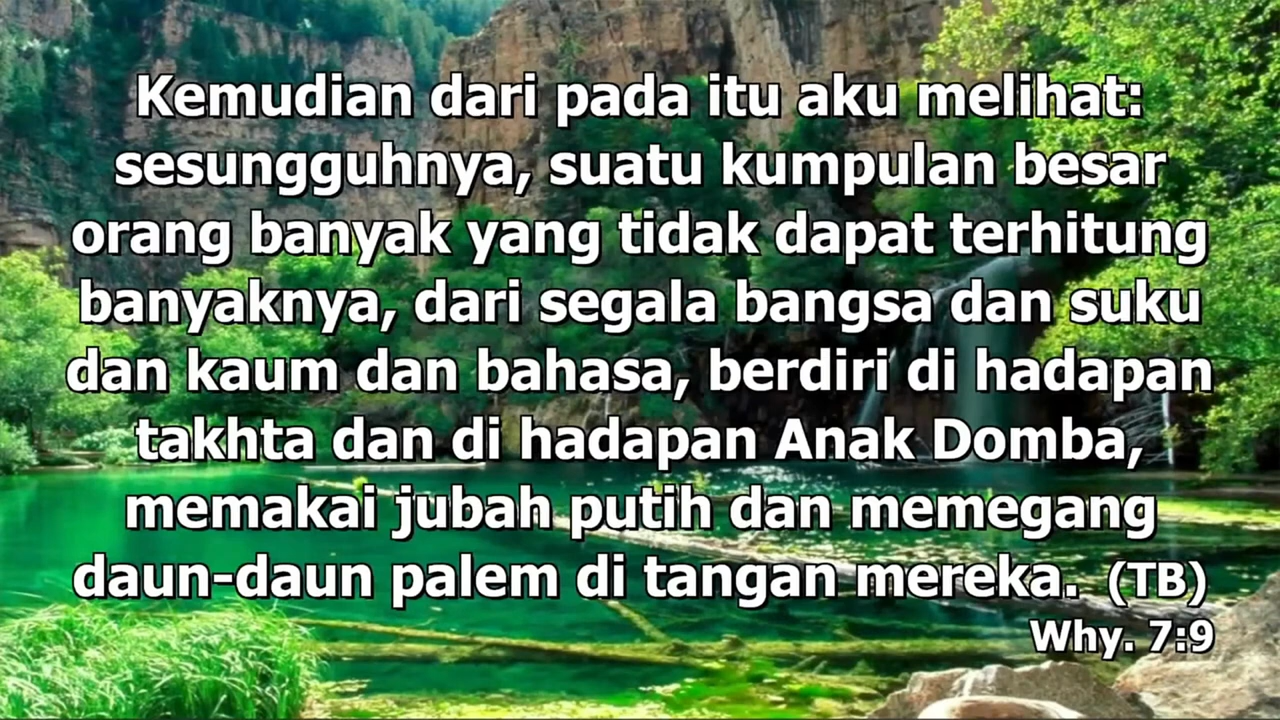 Kemudian dari pada itu aku melihat:
sesungguhnya, suatu kumpulan besar
orang banyak yang tidak dapat terhitung
banyaknya, dari segala bangsa dan suku
dan kaum dan bahasa, berdiri di hadapan
takhta dan di hadapan Anak Domba,
memakai jubah putih dan memegang
daun-daun palem di tangan mereka. (TB)
Why. 7:9